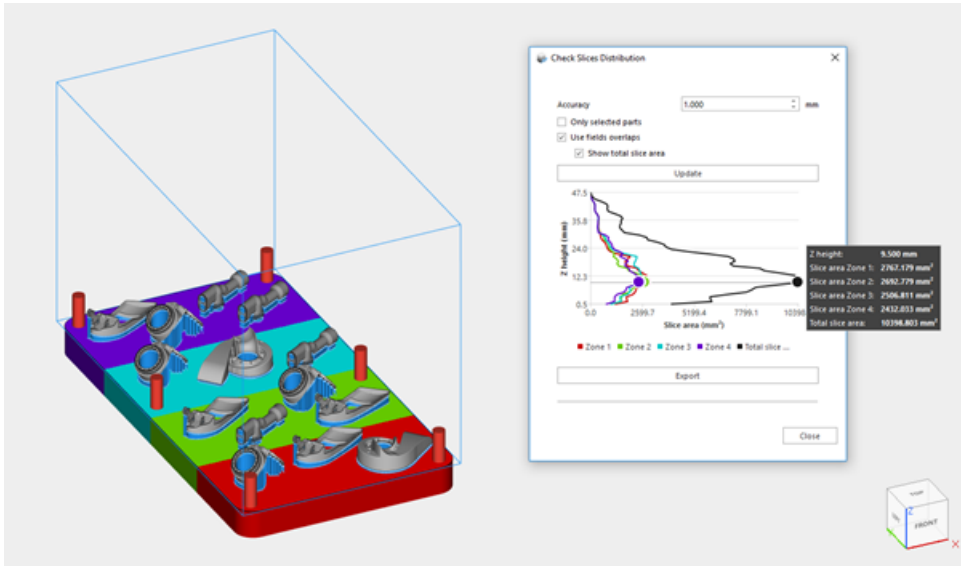 Check Slices Distribution
Accuracy 1.000 mm
Only selected parts
Use fields overlaps
Show total slice area
Update
47.5
35.8
24.0
12.3
0.5
Z height (mm)
0.0 2599.7 5199.4 7799.1 10398
Slice area (mm²)
Zone 1 Zone 2 Zone 3 Zone 4 Total slice ...
Z height: 9.500 mm
Slice area Zone 1: 2767.179 mm²
Slice area Zone 2: 2692.779 mm²
Slice area Zone 3: 2506.811 mm²
Slice area Zone 4: 2432.033 mm²
Total slice area: 10398.803 mm²
Export
Close
TOP
FRONT
Z
X